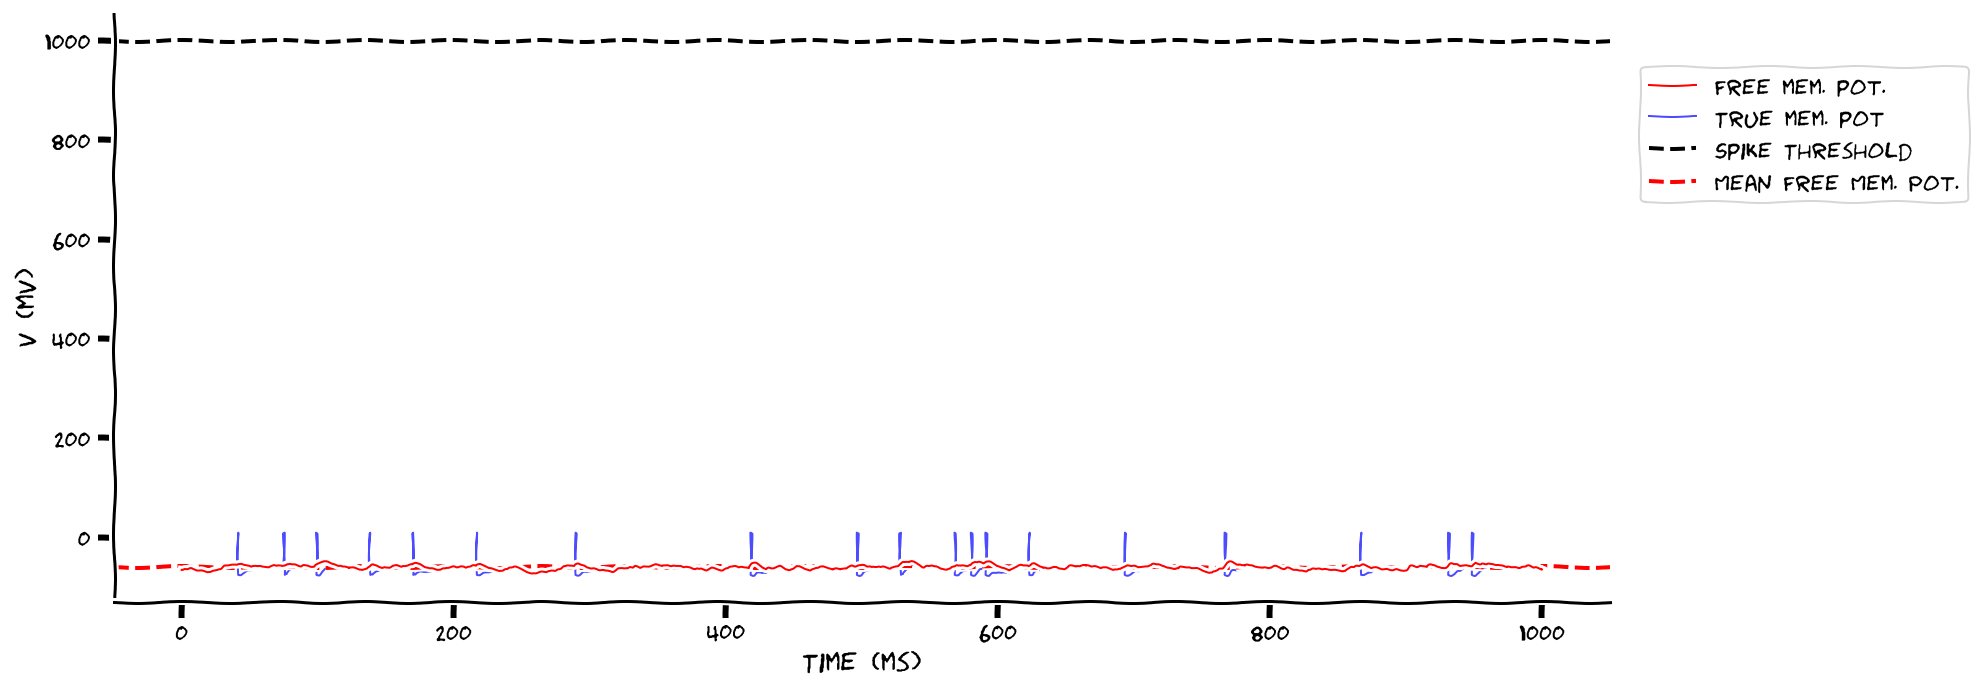 1000
800
600
400
200
0
V (MV)
0 200 400 600 800 1000
TIME (MS)
FREE MEM. POT.
TRUE MEM. POT
SPIKE THRESHOLD
MEAN FREE MEM. POT.